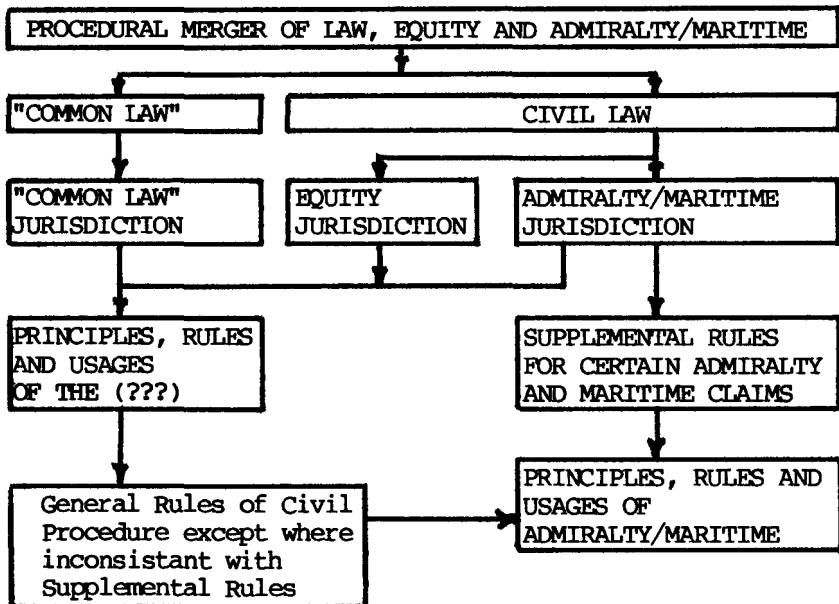 PROCEDURAL MERGER OF LAW, EQUITY AND ADMIRALTY/MARITIME
"COMMON LAW"
CIVIL LAW
"COMMON LAW"
JURISDICTION
EQUITY
JURISDICTION
ADMIRALTY/MARITIME
JURISDICTION
PRINCIPLES, RULES
AND USAGES
OF THE (???)
SUPPLEMENTAL RULES
FOR CERTAIN ADMIRALTY
AND MARITIME CLAIMS
General Rules of Civil
Procedure except where
inconsistant with
Supplemental Rules
PRINCIPLES, RULES AND
USAGES OF
ADMIRALTY/MARITIME